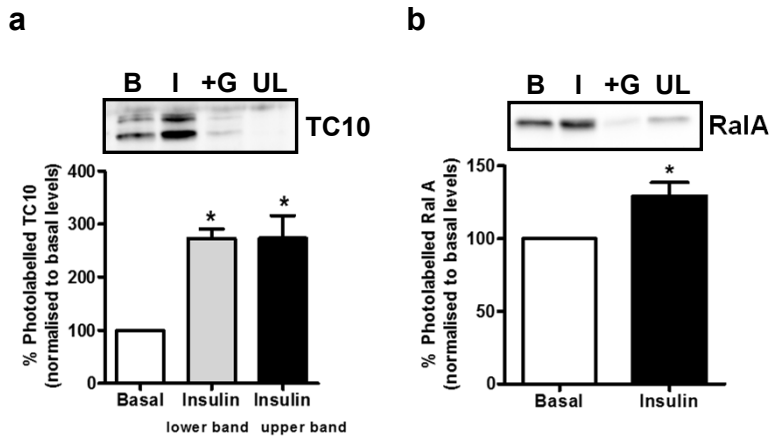 a
B I +G UL
TC10
% Photolabelled TC10
(normalised to basal levels)
400
300
200
100
0
*
*
Basal
Insulin
lower band
Insulin
upper band
b
B I +G UL
RalA
% Photolabelled Ral A
(normalised to basal levels)
150
100
50
0
*
Basal
Insulin